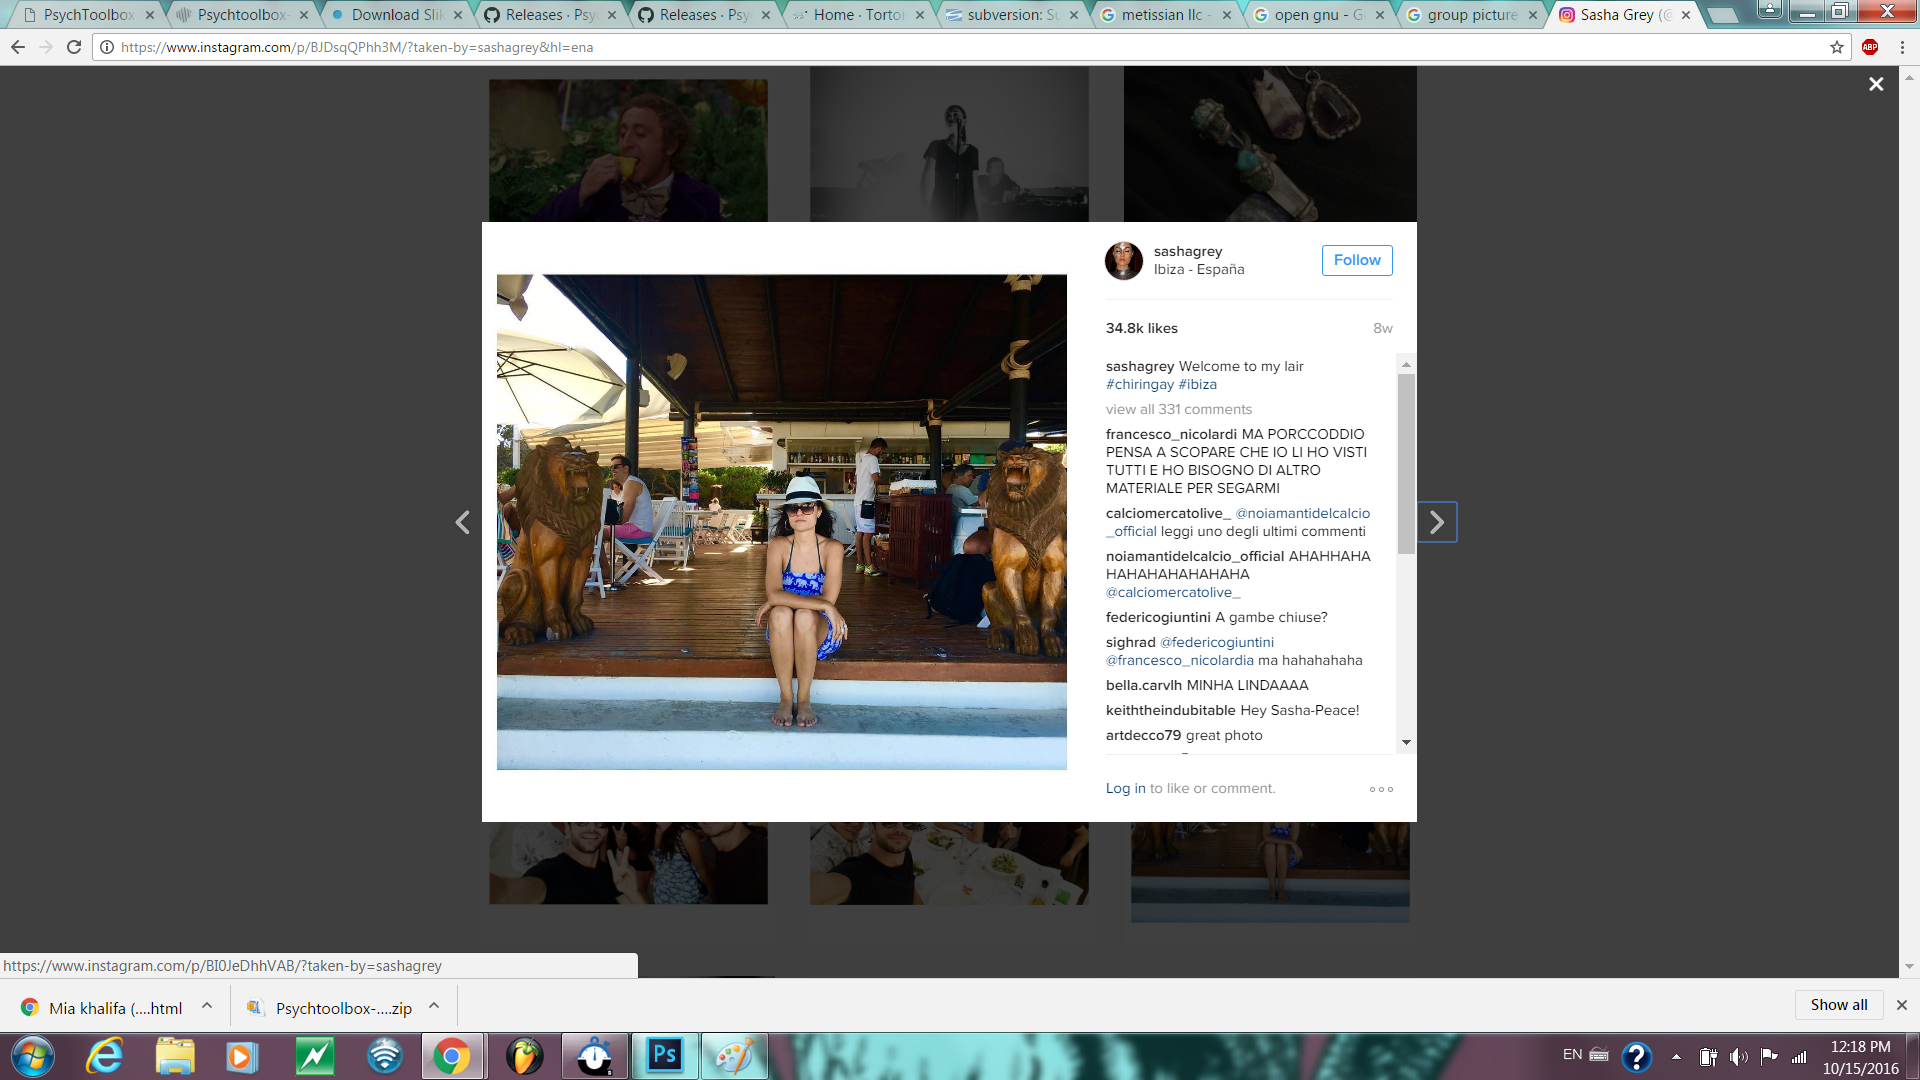 PsychToolbox
Psychtoolbox-
Download Slik
Releases · Psy
Releases · Psy
Home · Tortoi
subversion: Su
metissian llc -
open gnu - G
group picture
Sasha Grey (@
https://www.instagram.com/p/BJDsqQPhh3M/?taken-by=sashagrey&hl=ena
ABP
sashagrey
Ibiza - España
Follow
34.8k likes
8w
sashagrey Welcome to my lair
#chiringay #ibiza
view all 331 comments
francesco_nicolardi MA PORCCODDIO
PENSA A SCOPARE CHE IO LI HO VISTI
TUTTI E HO BISOGNO DI ALTRO
MATERIALE PER SEGARMI
calciomercatolive_ @noiamantidelcalcio
_official leggi uno degli ultimi commenti
noiamantidelcalcio_official AHAHHAHA
HAHAHAHAHAHAHA
@calciomercatolive_
federicogiuntini A gambe chiuse?
sighrad @federicogiuntini
@francesco_nicolardia ma hahahahaha
bella.carvlh MINHA LINDAAAA
keiththeindubitable Hey Sasha-Peace!
artdecco79 great photo
Log in to like or comment.
https://www.instagram.com/p/BI0JeDhhVAB/?taken-by=sashagrey
Mia khalifa (....html
Psychtoolbox-....zip
Show all
Ps
EN
12:18 PM
10/15/2016